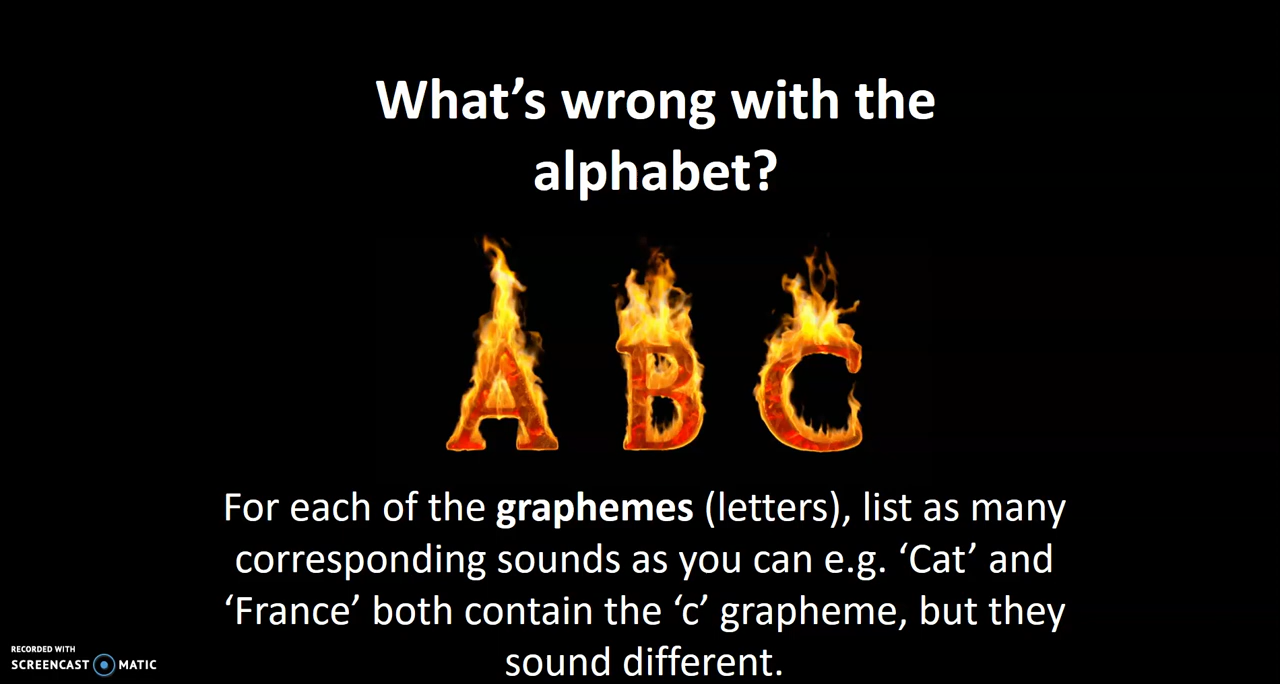 What’s wrong with the
alphabet?
A B C
For each of the graphemes (letters), list as many
corresponding sounds as you can e.g. ‘Cat’ and
‘France’ both contain the ‘c’ grapheme, but they
sound different.
RECORDED WITH
SCREENCAST MATIC